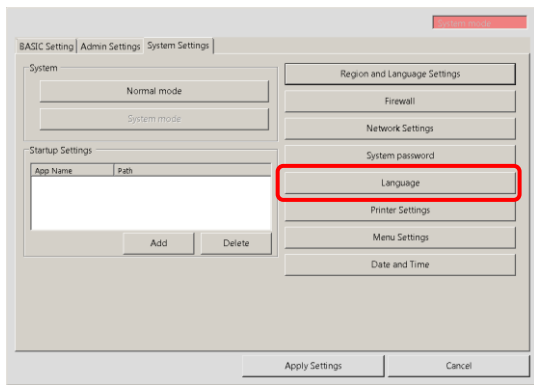 System mode
BASIC Setting Admin Settings System Settings
System
Normal mode
System mode
Startup Settings
App Name Path
Add Delete
Region and Language Settings
Firewall
Network Settings
System password
Language
Printer Settings
Menu Settings
Date and Time
Apply Settings Cancel